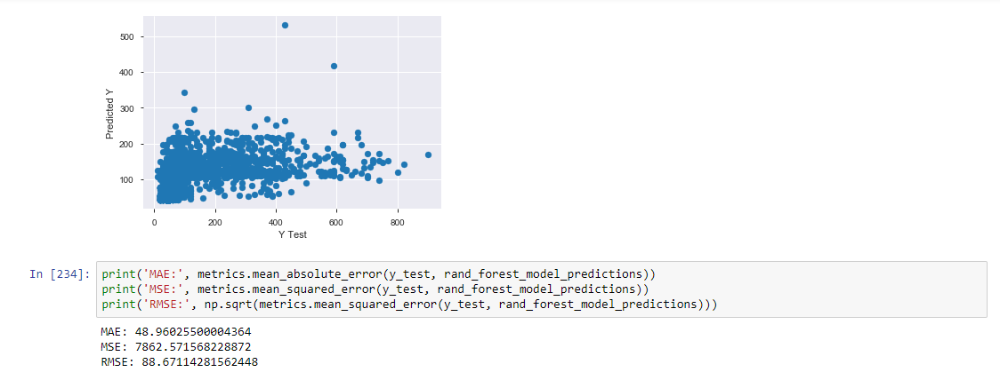 500
400
300
200
100
Predicted Y
0
200
400
600
800
Y Test
In [234]:
print('MAE:', metrics.mean_absolute_error(y_test, rand_forest_model_predictions))
print('MSE:', metrics.mean_squared_error(y_test, rand_forest_model_predictions))
print('RMSE:', np.sqrt(metrics.mean_squared_error(y_test, rand_forest_model_predictions)))
MAE: 48.96025500004364
MSE: 7862.571568228872
RMSE: 88.67114281562448